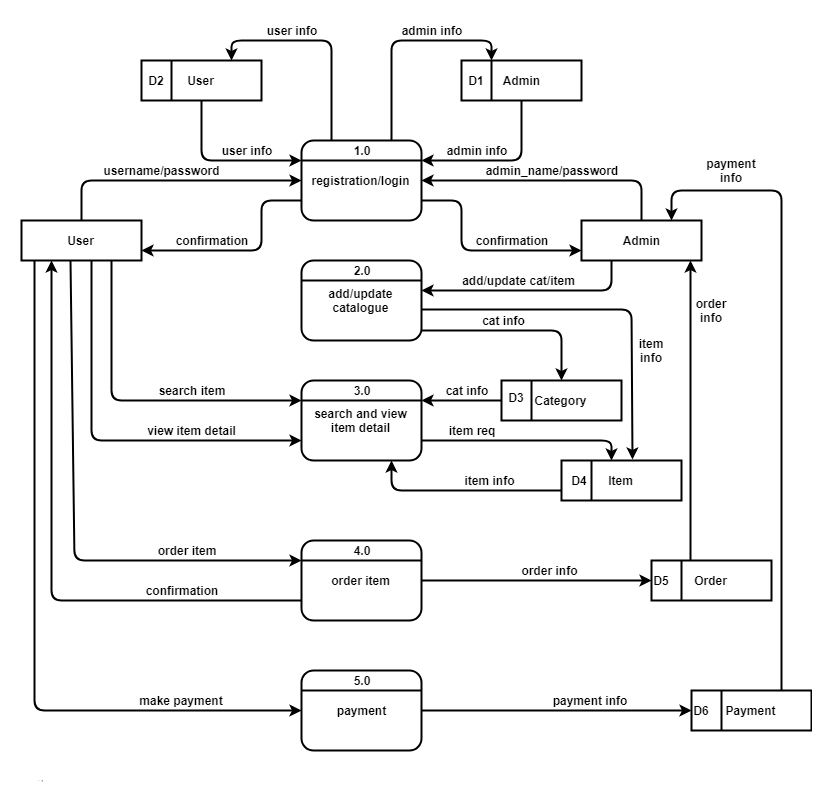 user info
admin info
D2
User
D1
Admin
user info
1.0
admin info
registration/login
username/password
admin_name/password
payment
info
User
confirmation
confirmation
Admin
2.0
add/update
catalogue
add/update cat/item
order
info
cat info
item
info
search item
3.0
search and view
item detail
cat info
D3
Category
view item detail
item req
item info
D4
Item
order item
4.0
order item
order info
D5
Order
confirmation
make payment
5.0
payment
payment info
D6
Payment